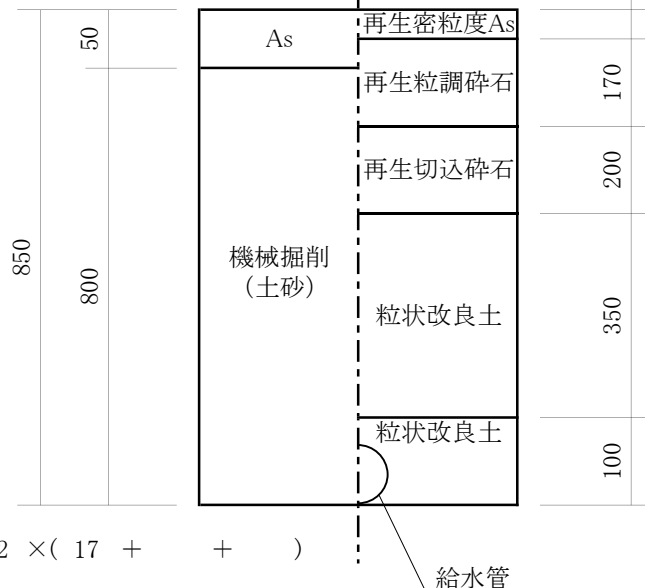 再生密粒度As
50
As
170
再生粒調砕石
200
再生切込砕石
850
800
機械掘削
(土砂)
粒状改良土
350
粒状改良土
100
2 ×( 17 + + )
給水管